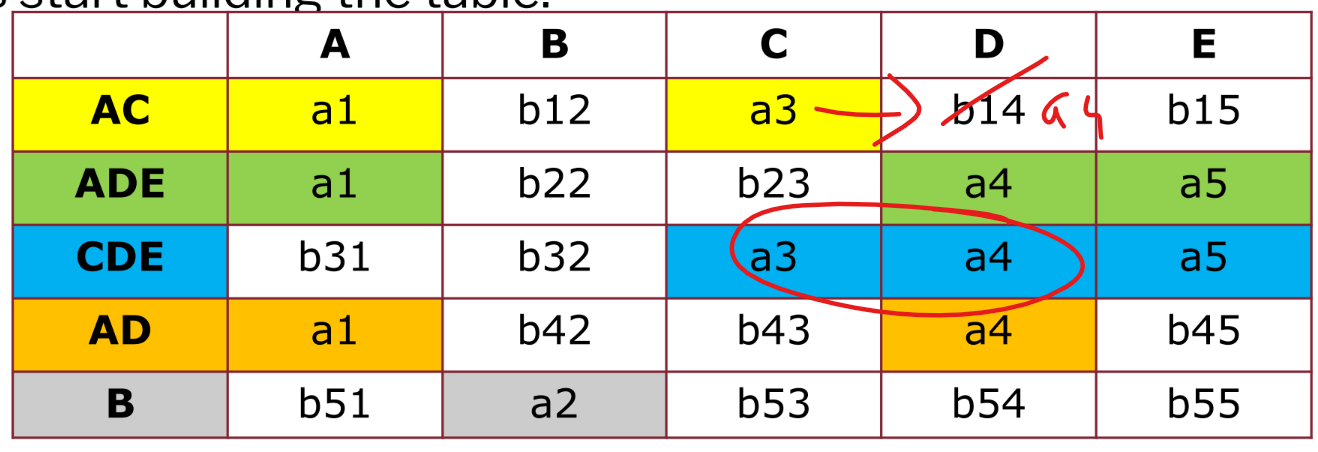 s start building the table.
A B C D E
AC a1 b12 a3 b14 a4 b15
ADE a1 b22 b23 a4 a5
CDE b31 b32 a3 a4 a5
AD a1 b42 b43 a4 b45
B b51 a2 b53 b54 b55